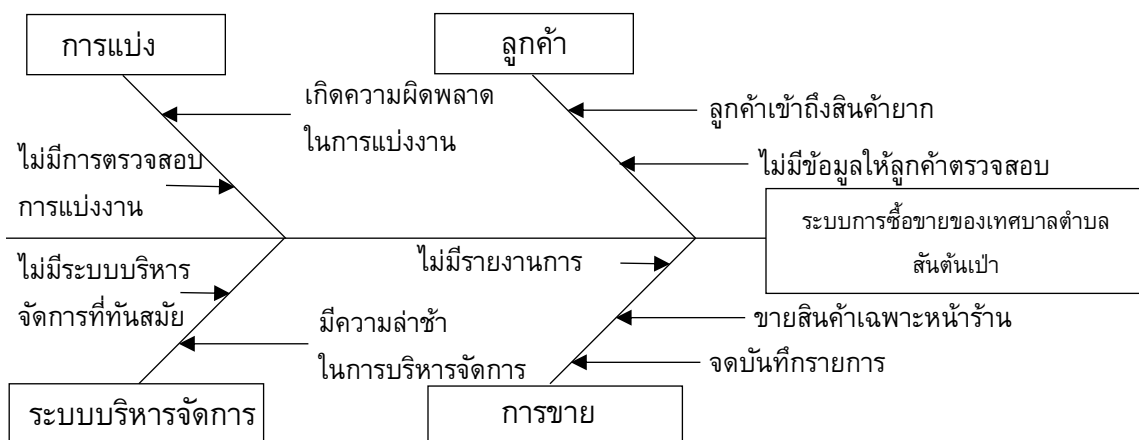 การแบ่ง
ลูกค้า
เกิดความผิดพลาด
ในการแบ่งงาน
ลูกค้าเข้าถึงสินค้ายาก
ไม่มีการตรวจสอบ
การแบ่งงาน
ไม่มีข้อมูลให้ลูกค้าตรวจสอบ
ระบบการซื้อขายของเทศบาลตำบล
สันต้นเป่า
ไม่มีระบบบริหาร
จัดการที่ทันสมัย
ไม่มีรายงานการ
มีความล่าช้า
ในการบริหารจัดการ
ขายสินค้าเฉพาะหน้าร้าน
จดบันทึกรายการ
ระบบบริหารจัดการ
การขาย